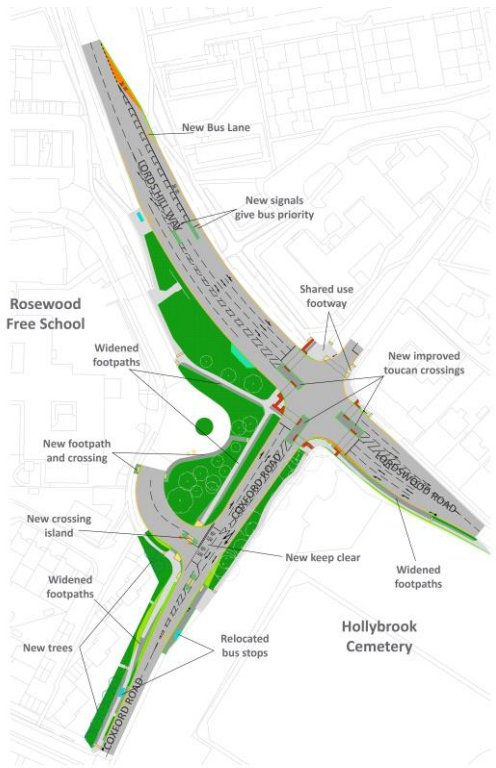 New Bus Lane
LORDS HILL WAY
New signals
give bus priority
Rosewood
Free School
Shared use
footway
Widened
footpaths
New improved
toucan crossings
New footpath
and crossing
COXFORD ROAD
LORDSWOOD ROAD
New crossing
island
New keep clear
Widened
footpaths
Widened
footpaths
Hollybrook
Cemetery
New trees
Relocated
bus stops
COXFORD ROAD